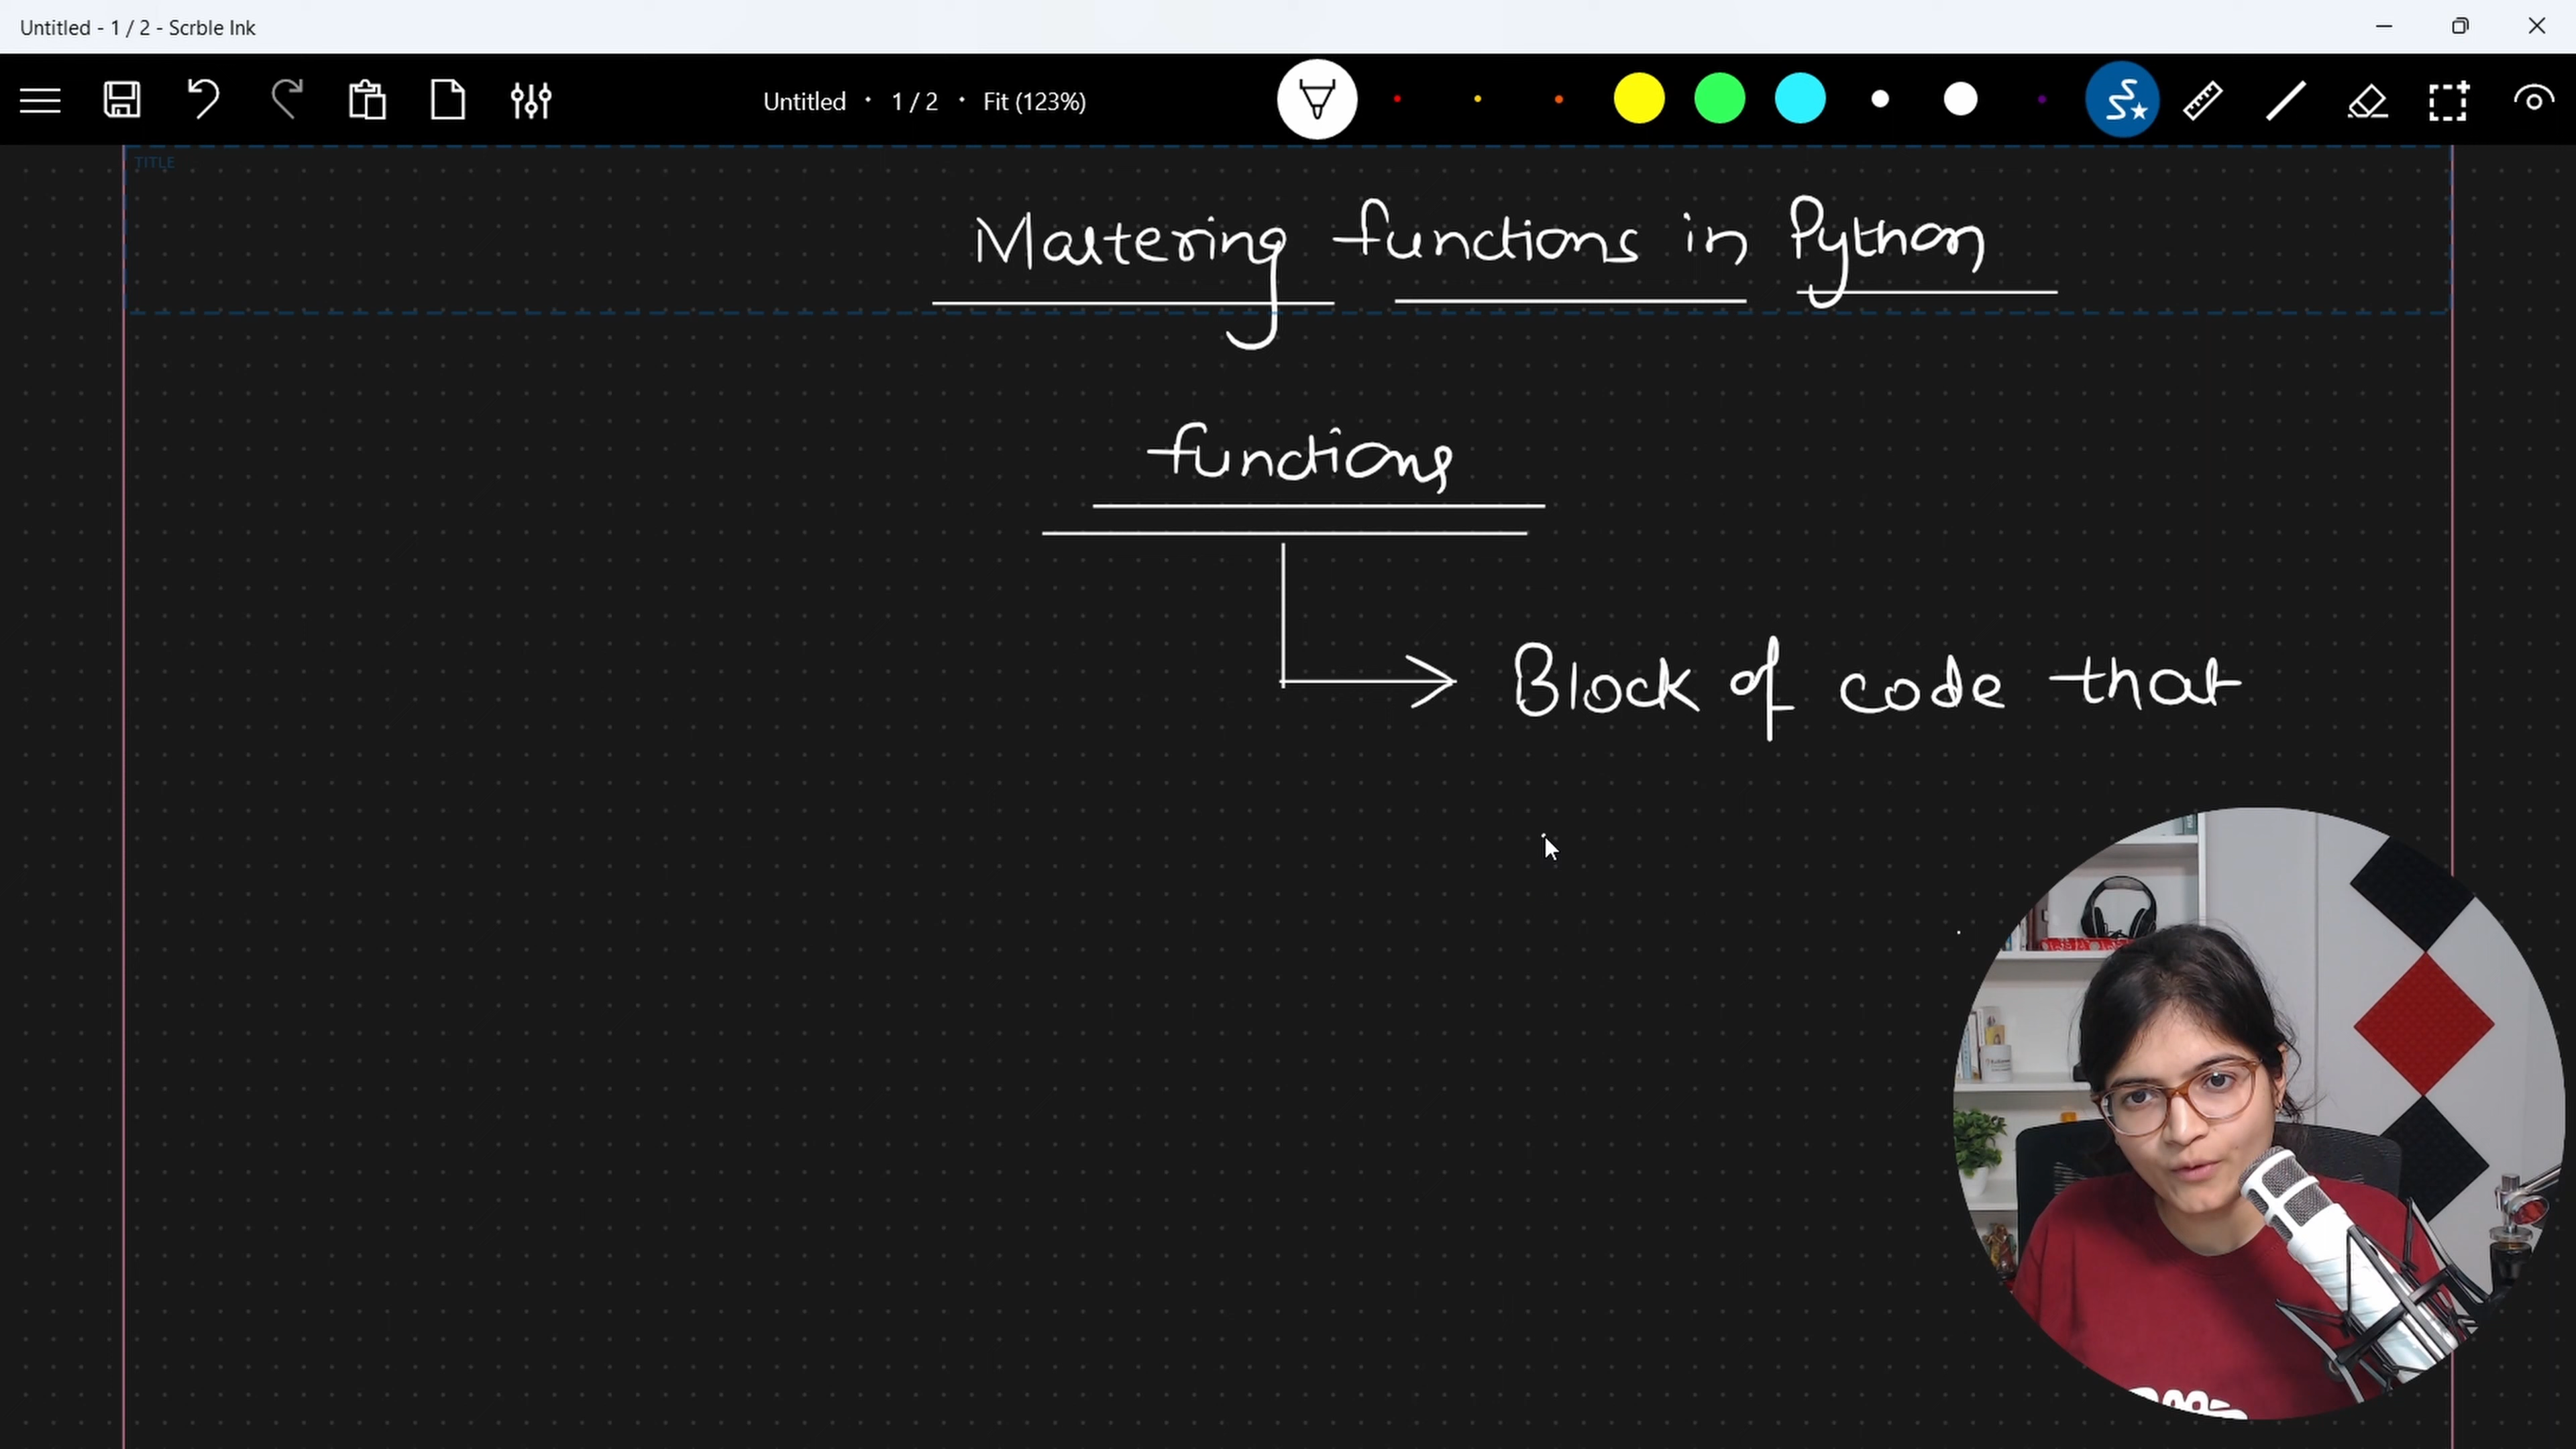 Untitled - 1 / 2 - Scrble Ink
Untitled • 1 / 2 • Fit (123%)
TITLE
Mastering functions in Python
functions
Block of code that